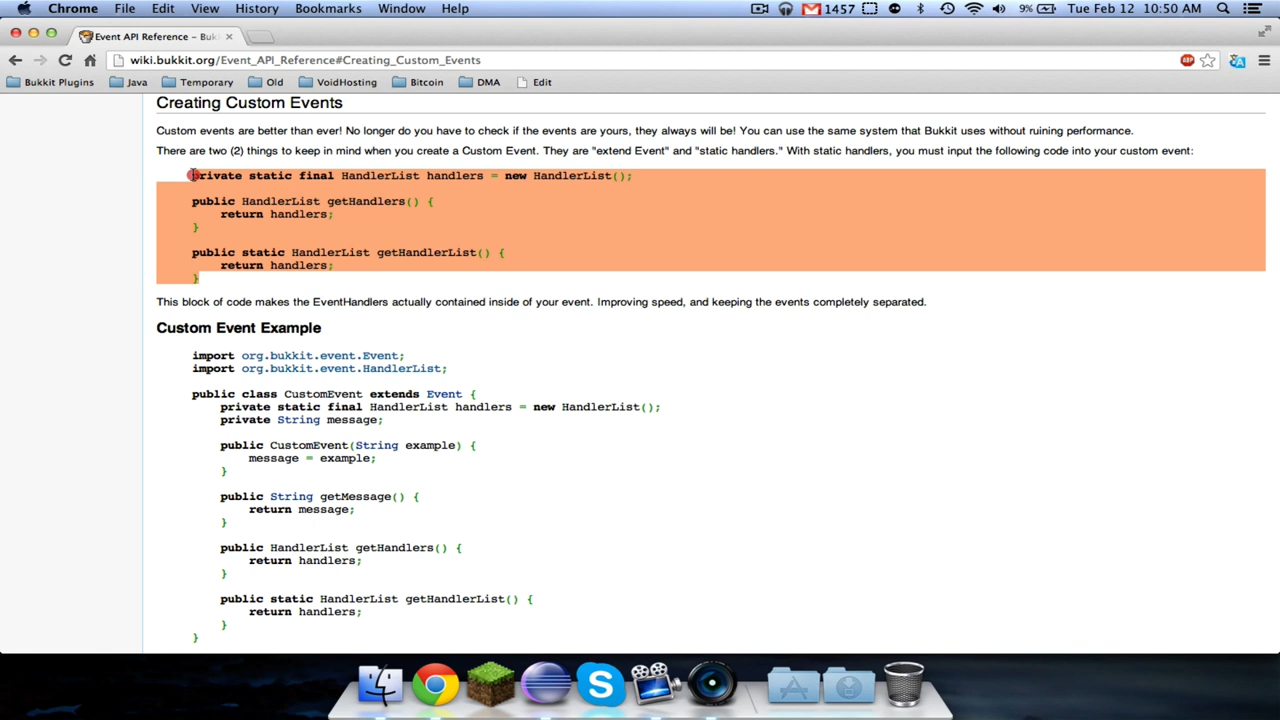 Chrome File Edit View History Bookmarks Window Help 1457 9% Tue Feb 12 10:50 AM
Event API Reference – Buk
wiki.bukkit.org/Event_API_Reference#Creating_Custom_Events
Bukkit Plugins Java Temporary Old VoidHosting Bitcoin DMA Edit
Creating Custom Events
Custom events are better than ever! No longer do you have to check if the events are yours, they always will be! You can use the same system that Bukkit uses without ruining performance.
There are two (2) things to keep in mind when you create a Custom Event. They are "extend Event" and "static handlers." With static handlers, you must input the following code into your custom event:
private static final HandlerList handlers = new HandlerList();
public HandlerList getHandlers() {
return handlers;
}
public static HandlerList getHandlerList() {
return handlers;
}
This block of code makes the EventHandlers actually contained inside of your event. Improving speed, and keeping the events completely separated.
Custom Event Example
import org.bukkit.event.Event;
import org.bukkit.event.HandlerList;
public class CustomEvent extends Event {
private static final HandlerList handlers = new HandlerList();
private String message;
public CustomEvent(String example) {
message = example;
}
public String getMessage() {
return message;
}
public HandlerList getHandlers() {
return handlers;
}
public static HandlerList getHandlerList() {
return handlers;
}
}